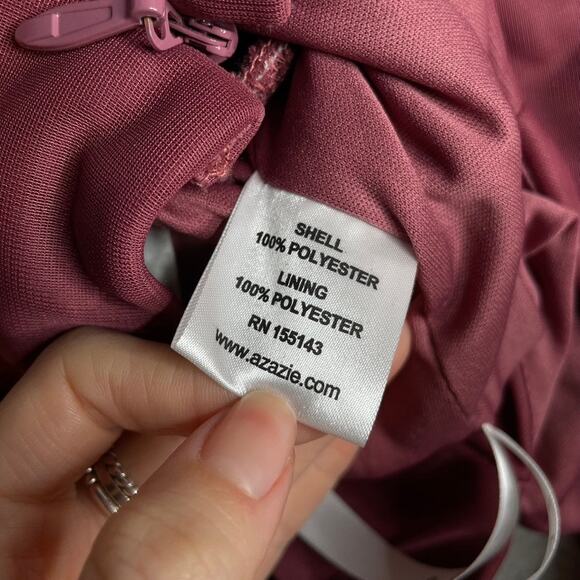 SHELL
100% POLYESTER
LINING
100% POLYESTER
RN 155143
www.azazie.com